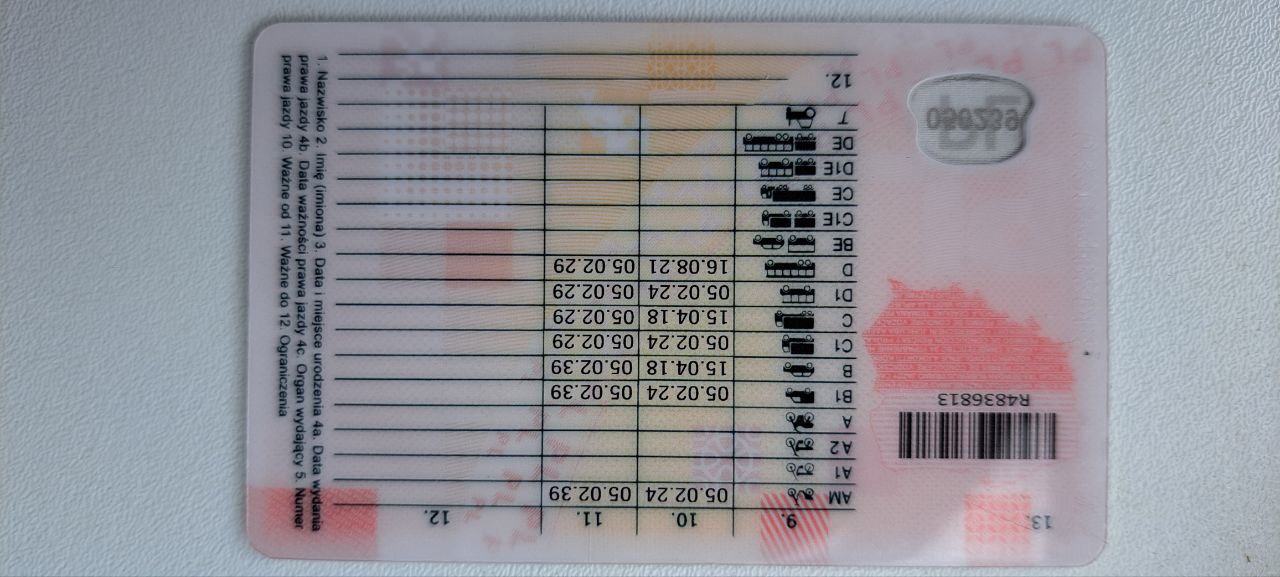 13.
R4836813
9. 10. 11. 12.
AM 05.02.24 05.02.39
A1
A2
A
B1 05.02.24 05.02.39
B 15.04.18 05.02.39
C1 05.02.24 05.02.29
C 15.04.18 05.02.29
D1 05.02.24 05.02.29
D 16.08.21 05.02.29
BE
C1E
CE
D1E
DE
T
12.
1. Nazwisko 2. Imię (imiona) 3. Data i miejsce urodzenia 4a. Data wydania
prawa jazdy 4b. Data ważności prawa jazdy 4c. Organ wydający 5. Numer
prawa jazdy 10. Ważne od 11. Ważne do 12. Ograniczenia